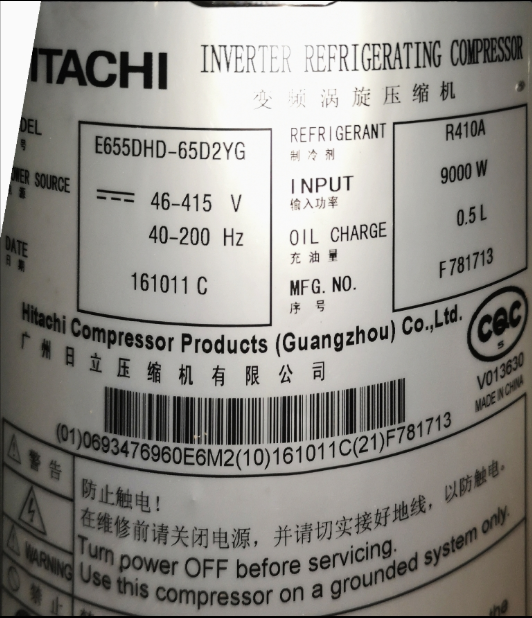 HITACHI
INVERTER REFRIGERATING COMPRESSOR
变频涡旋压缩机
E655DHD-65D2YG
POWER SOURCE
46-415 V
40-200 Hz
DATE
日期
161011 C
REFRIGERANT
制冷剂
R410A
INPUT
输入功率
9000 W
OIL CHARGE
充油量
0.5 L
MFG. NO.
序号
F781713
Hitachi Compressor Products (Guangzhou) Co.,Ltd.
广州日立压缩机有限公司
CQC
S
V013630
MADE IN CHINA
(01)0693476960E6M2(10)161011C(21)F781713
警告
WARNING
禁止
防止触电!
在维修前请关闭电源，并请切实接好地线，以防触电。
Turn power OFF before servicing.
Use this compressor on a grounded system only.